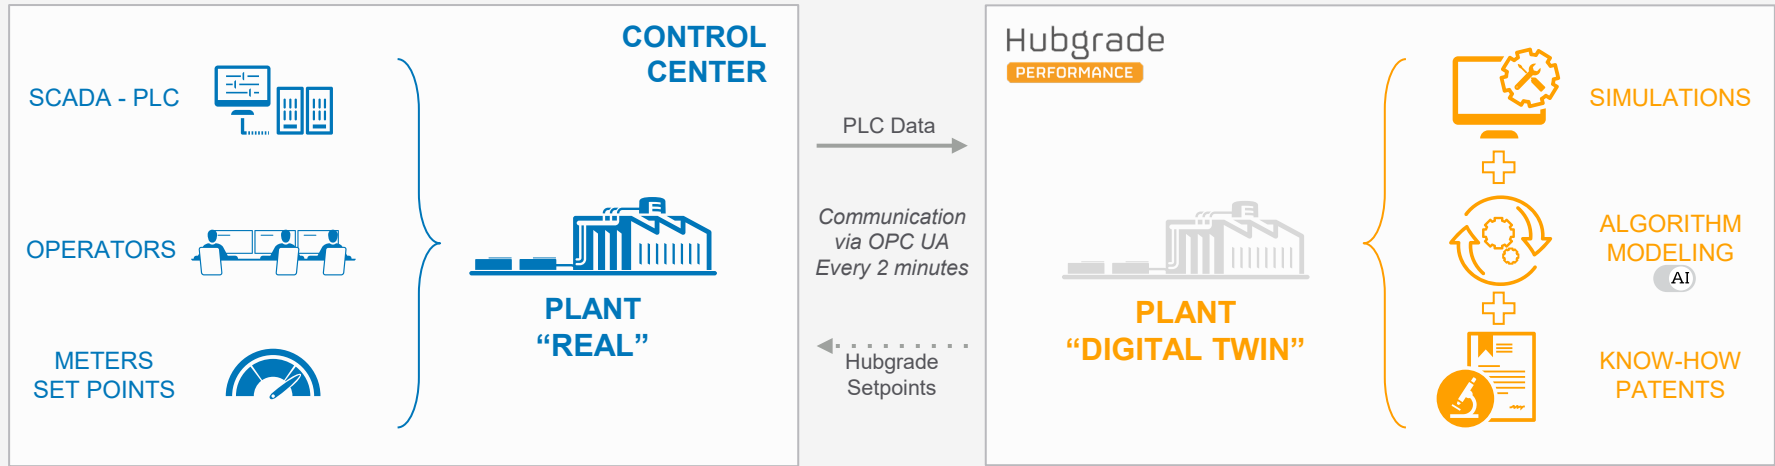 CONTROL
CENTER
SCADA - PLC
OPERATORS
METERS
SET POINTS
PLANT
“REAL”
PLC Data
Communication
via OPC UA
Every 2 minutes
Hubgrade
Setpoints
Hubgrade
PERFORMANCE
PLANT
“DIGITAL TWIN”
SIMULATIONS
ALGORITHM
MODELING
AI
KNOW-HOW
PATENTS